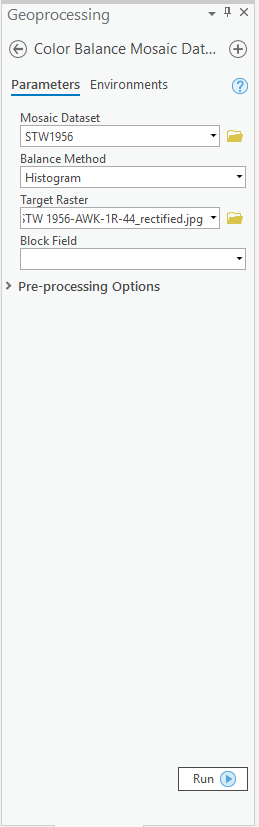 Geoprocessing
Color Balance Mosaic Dat...
Parameters Environments
Mosaic Dataset
STW1956
Balance Method
Histogram
Target Raster
STW 1956-AWK-1R-44_rectified.jpg
Block Field
Pre-processing Options
Run